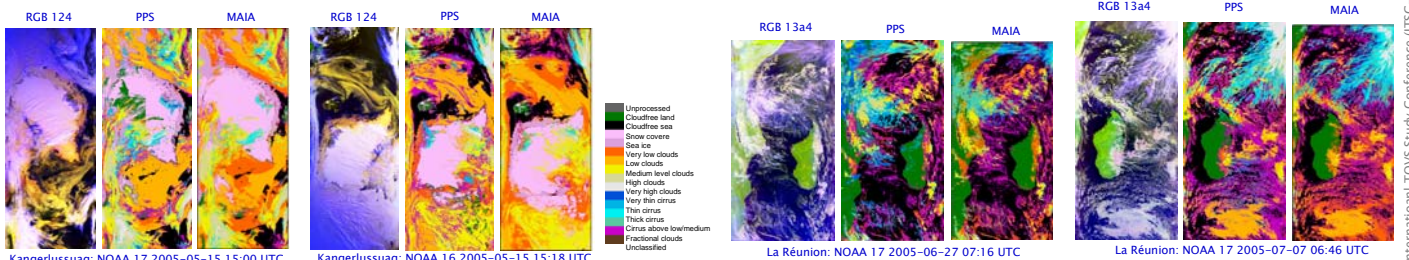 RGB 124
PPS
MAIA
Kangerlussuaq: NOAA 17 2005-05-15 15:00 UTC
RGB 124
PPS
MAIA
Kangerlussuaq: NOAA 16 2005-05-15 15:18 UTC
Unprocessed
Cloudfree land
Cloudfree sea
Snow covere
Sea ice
Very low clouds
Low clouds
Medium level clouds
High clouds
Very high clouds
Very thin cirrus
Thin cirrus
Thick cirrus
Cirrus above low/medium
Fractional clouds
Unclassified
RGB 13a4
PPS
MAIA
La Réunion: NOAA 17 2005-06-27 07:16 UTC
RGB 13a4
PPS
MAIA
La Réunion: NOAA 17 2005-07-07 06:46 UTC
TOVS Study Conference (ITSC